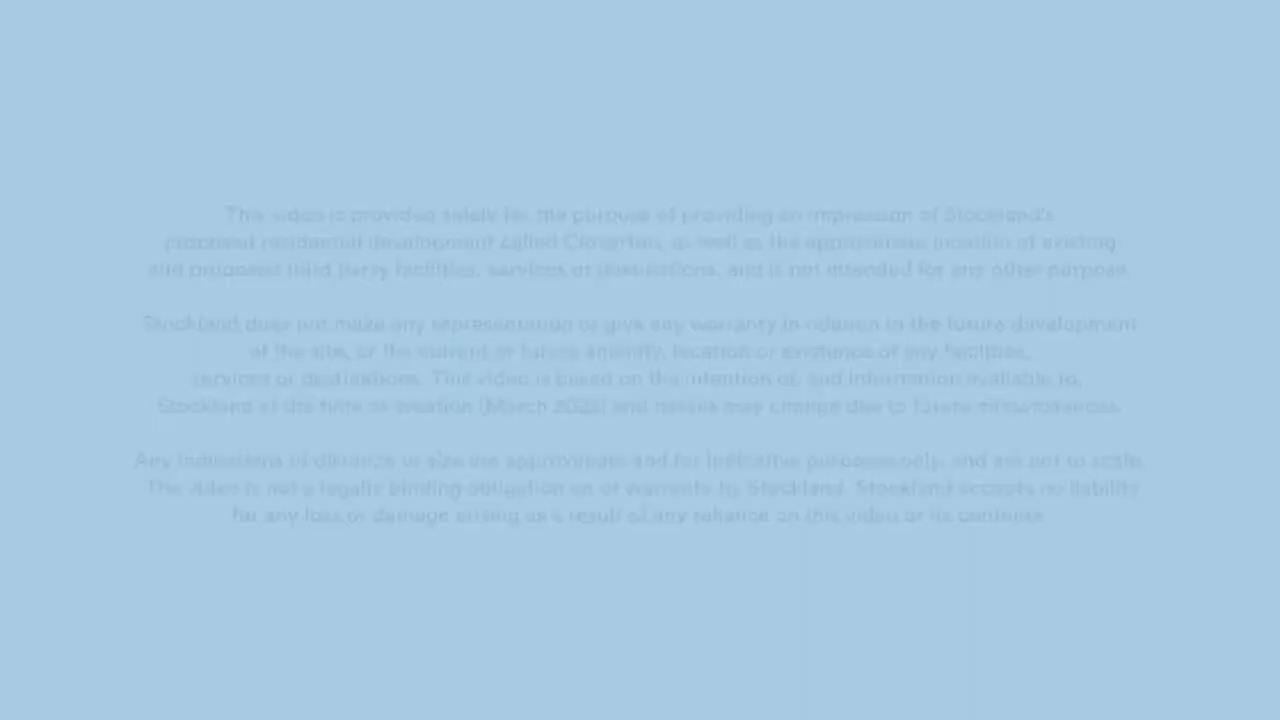 This video is provided solely for the purpose of providing an impression of Stockland's
proposed residential development called as well as the approximate location of existing
and proposed third party facilities, services or destinations, and is not intended for any other purpose.
Stockland does not make any representation or give any warranty in relation to the future development
of the site, or the current or future amenity, location or existence of any facilities,
services or destinations. This video is based on the intention of, and information available to,
Stockland at the time of creation (March and details may change due to future circumstances.
Any indications of distance or size are approximate and for indicative purposes only, and are not to scale.
The video is not a legally binding obligation on or warranty by Stockland. Stockland accepts no liability
for any loss or damage arising as a result of any reliance on this video or its contents.